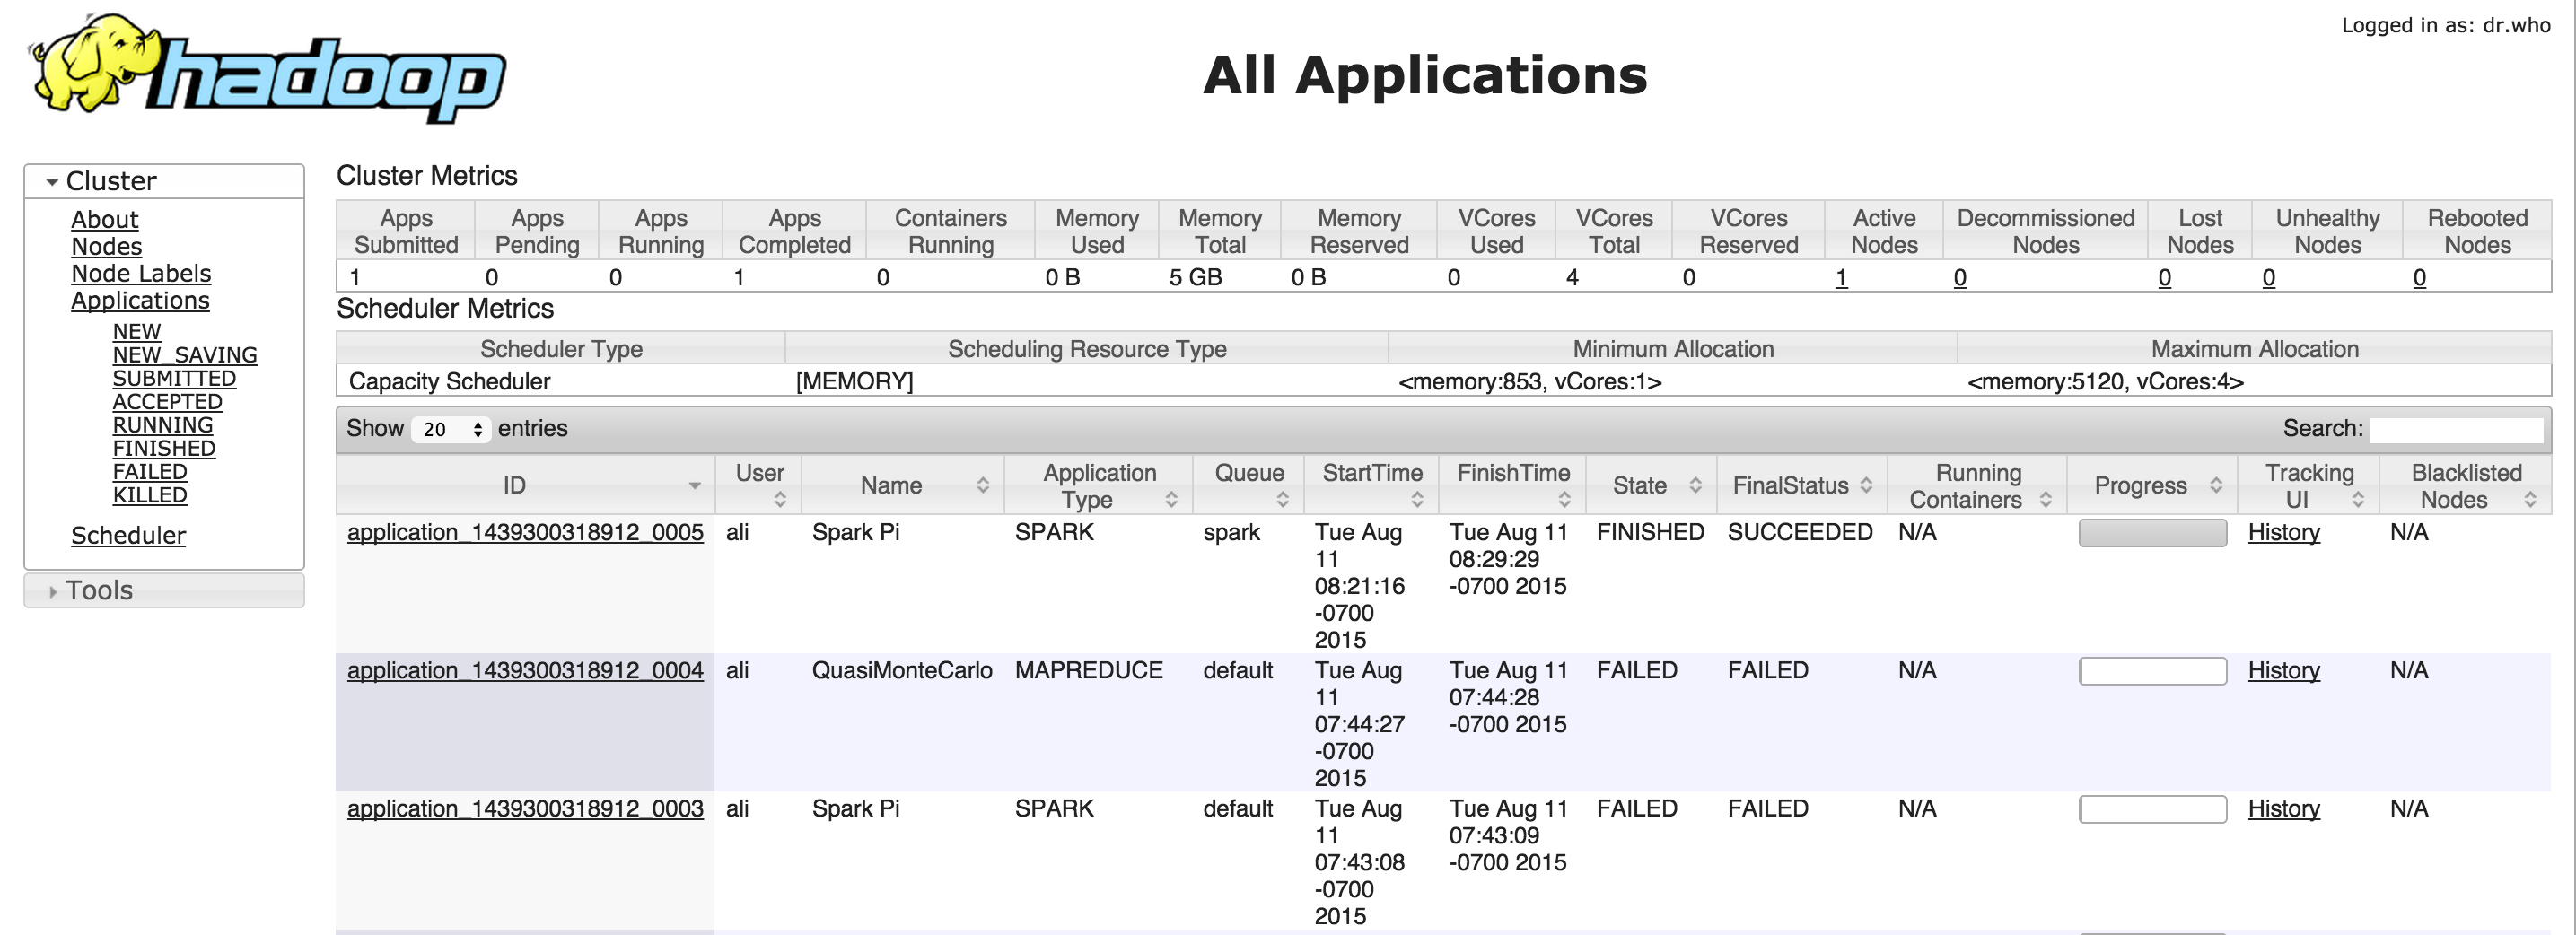 Logged in as: dr.who
hadoop
All Applications
Cluster
About
Nodes
Node Labels
Applications
NEW
NEW_SAVING
SUBMITTED
ACCEPTED
RUNNING
FINISHED
FAILED
KILLED
Scheduler
Tools
Cluster Metrics
Apps Submitted Apps Pending Apps Running Apps Completed Containers Running Memory Used Memory Total Memory Reserved VCores Used VCores Total VCores Reserved Active Nodes Decommissioned Nodes Lost Nodes Unhealthy Nodes Rebooted Nodes
1 0 0 1 0 0 B 5 GB 0 B 0 4 0 1 0 0 0 0
Scheduler Metrics
Scheduler Type Scheduling Resource Type Minimum Allocation Maximum Allocation
Capacity Scheduler [MEMORY] <memory:853, vCores:1> <memory:5120, vCores:4>
Show 20 entries Search:
ID User Name Application Type Queue StartTime FinishTime State FinalStatus Running Containers Progress Tracking UI Blacklisted Nodes
application_1439300318912_0005 ali Spark Pi SPARK spark Tue Aug 11 08:21:16 -0700 2015 Tue Aug 11 08:29:29 -0700 2015 FINISHED SUCCEEDED N/A History N/A
application_1439300318912_0004 ali QuasiMonteCarlo MAPREDUCE default Tue Aug 11 07:44:27 -0700 2015 Tue Aug 11 07:44:28 -0700 2015 FAILED FAILED N/A History N/A
application_1439300318912_0003 ali Spark Pi SPARK default Tue Aug 11 07:43:08 -0700 2015 Tue Aug 11 07:43:09 -0700 2015 FAILED FAILED N/A History N/A